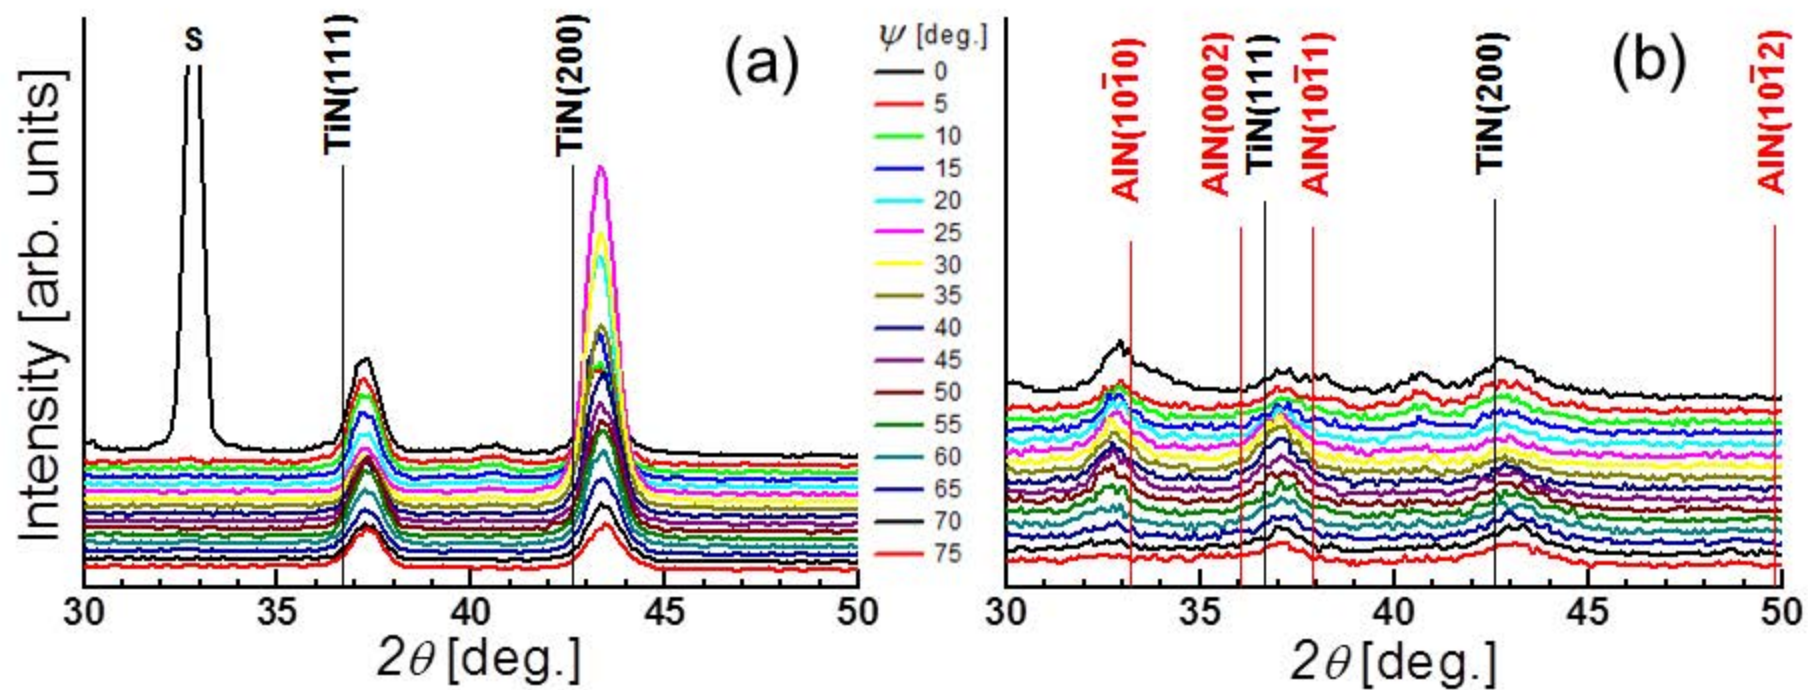 Intensity [arb. units]
S
TiN(111)
TiN(200)
(a)
30 35 40 45 50
2θ [deg.]
ψ [deg.]
0
5
10
15
20
25
30
35
40
45
50
55
60
65
70
75
AlN(101̄0)
AlN(0002)
TiN(111)
AlN(101̄1)
TiN(200)
(b)
AlN(101̄2)
30 35 40 45 50
2θ [deg.]